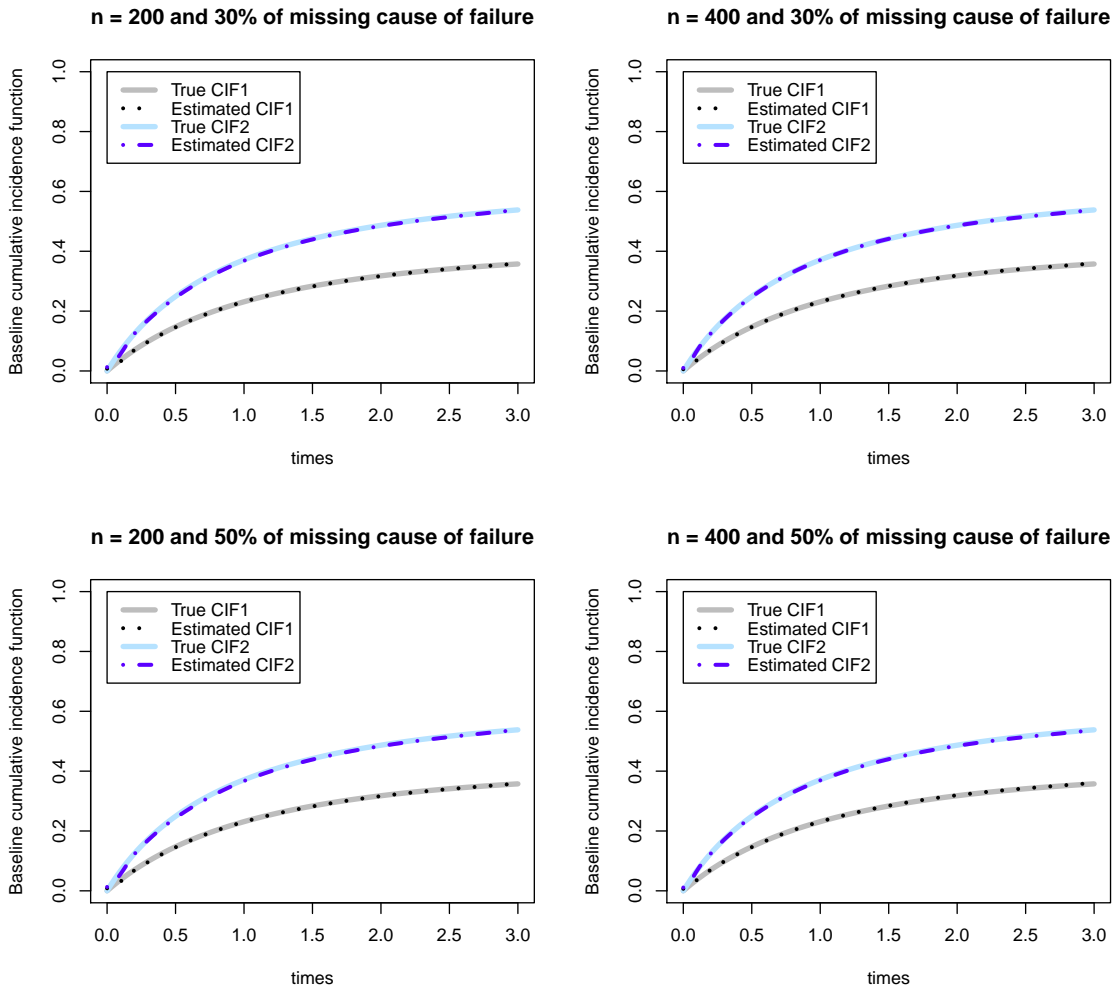 n = 200 and 30% of missing cause of failure
Baseline cumulative incidence function
1.0
0.8
0.6
0.4
0.2
0.0
True CIF1
Estimated CIF1
True CIF2
Estimated CIF2
0.0 0.5 1.0 1.5 2.0 2.5 3.0
times
n = 400 and 30% of missing cause of failure
Baseline cumulative incidence function
1.0
0.8
0.6
0.4
0.2
0.0
True CIF1
Estimated CIF1
True CIF2
Estimated CIF2
0.0 0.5 1.0 1.5 2.0 2.5 3.0
times
n = 200 and 50% of missing cause of failure
Baseline cumulative incidence function
1.0
0.8
0.6
0.4
0.2
0.0
True CIF1
Estimated CIF1
True CIF2
Estimated CIF2
0.0 0.5 1.0 1.5 2.0 2.5 3.0
times
n = 400 and 50% of missing cause of failure
Baseline cumulative incidence function
1.0
0.8
0.6
0.4
0.2
0.0
True CIF1
Estimated CIF1
True CIF2
Estimated CIF2
0.0 0.5 1.0 1.5 2.0 2.5 3.0
times